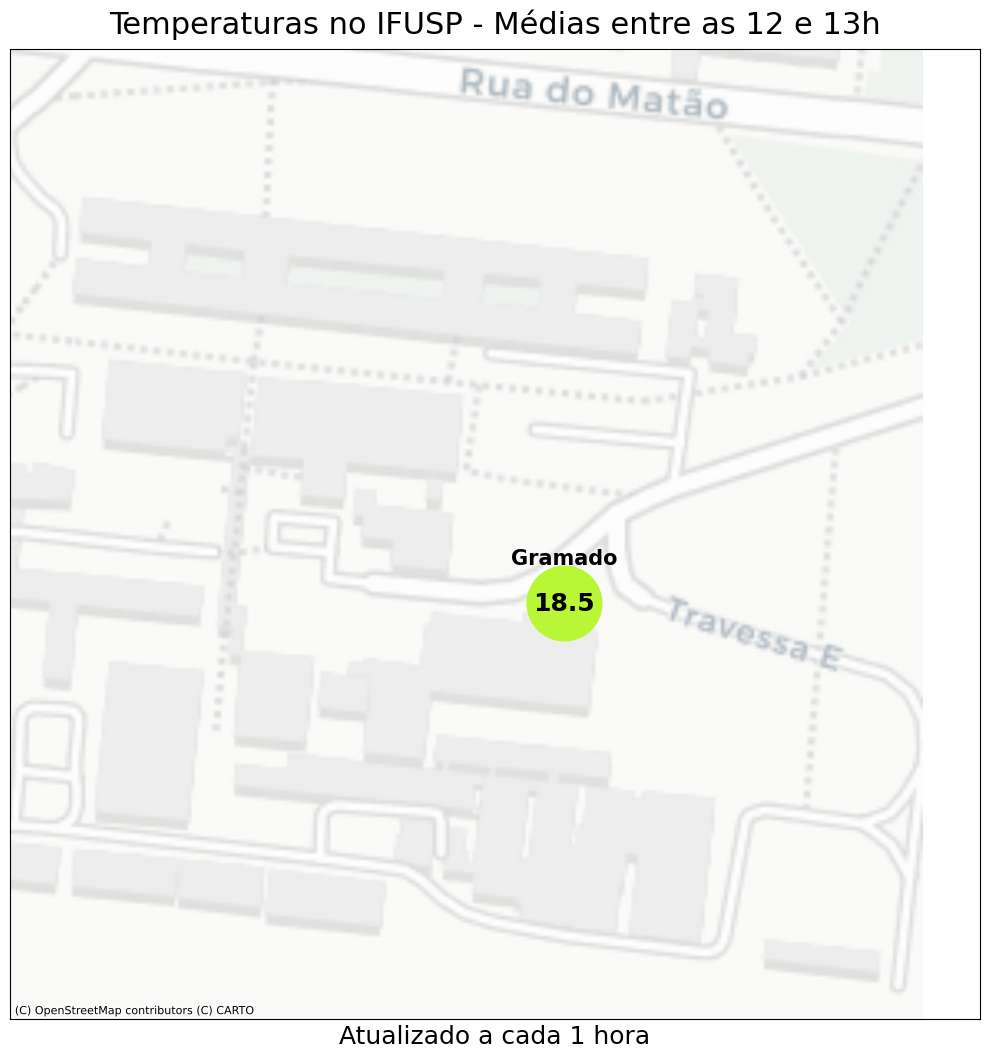 Temperaturas no IFUSP - Médias entre as 12 e 13h
Rua do Matão
Gramado
18.5
Travessa E
(C) OpenStreetMap contributors (C) CARTO
Atualizado a cada 1 hora